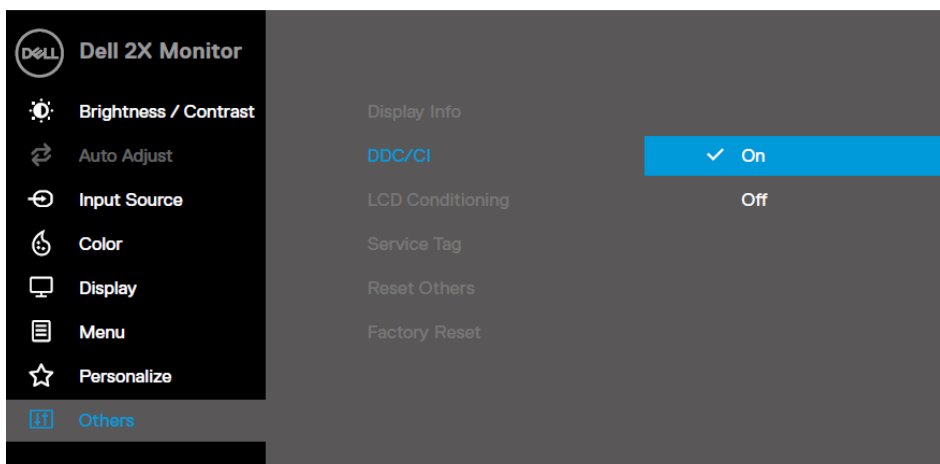 DELL Dell 2X Monitor
Brightness / Contrast
Display Info
Auto Adjust
DDC/CI
On
Input Source
LCD Conditioning
Off
Color
Service Tag
Display
Reset Others
Menu
Factory Reset
Personalize
Others